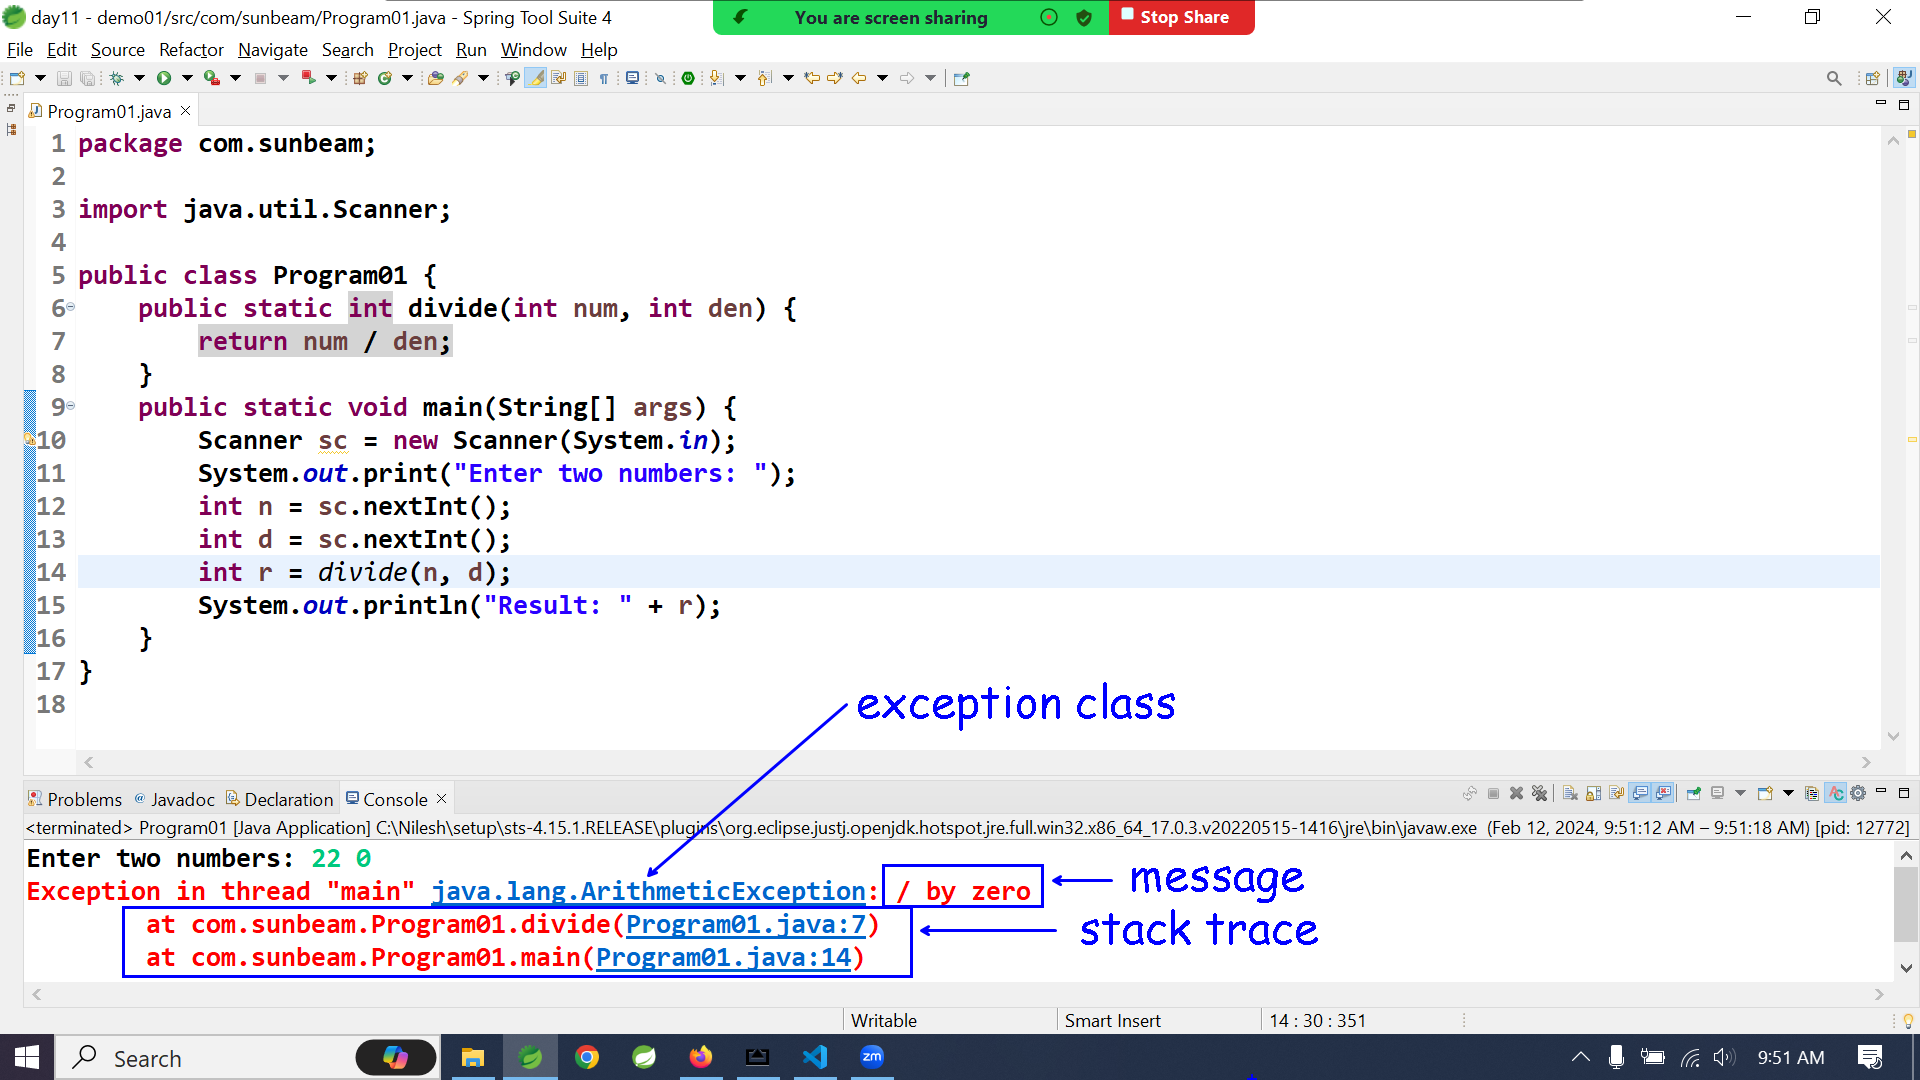 day11 - demo01/src/com/sunbeam/Program01.java - Spring Tool Suite 4
You are screen sharing
Stop Share
File Edit Source Refactor Navigate Search Project Run Window Help
Program01.java
1 package com.sunbeam;
2
3 import java.util.Scanner;
4
5 public class Program01 {
6 public static int divide(int num, int den) {
7 return num / den;
8 }
9 public static void main(String[] args) {
10 Scanner sc = new Scanner(System.in);
11 System.out.print("Enter two numbers: ");
12 int n = sc.nextInt();
13 int d = sc.nextInt();
14 int r = divide(n, d);
15 System.out.println("Result: " + r);
16 }
17 }
18
exception class
Problems @ Javadoc Declaration Console
<terminated> Program01 [Java Application] C:\Nilesh\setup\sts-4.15.1.RELEASE\plugins\org.eclipse.justj.openjdk.hotspot.jre.full.win32.x86_64_17.0.3.v20220515-1416\jre\bin\javaw.exe (Feb 12, 2024, 9:51:12 AM – 9:51:18 AM) [pid: 12772]
Enter two numbers: 22 0
Exception in thread "main" java.lang.ArithmeticException: / by zero
message
at com.sunbeam.Program01.divide(Program01.java:7)
stack trace
at com.sunbeam.Program01.main(Program01.java:14)
Writable Smart Insert 14 : 30 : 351
Search zm 9:51 AM